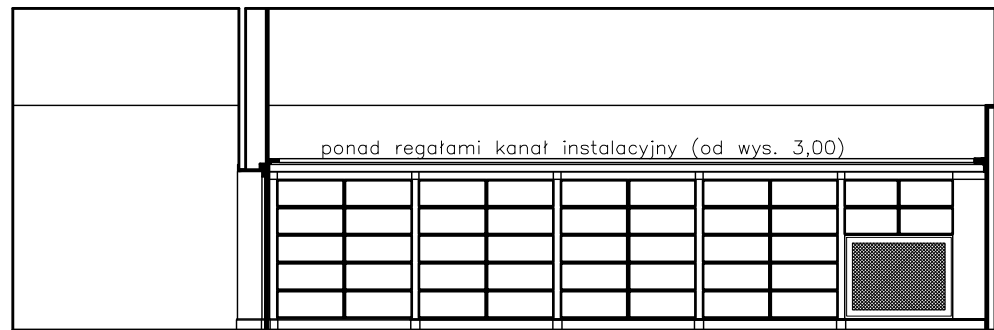 ponad regałami kanał instalacyjny (od wys. 3,00)